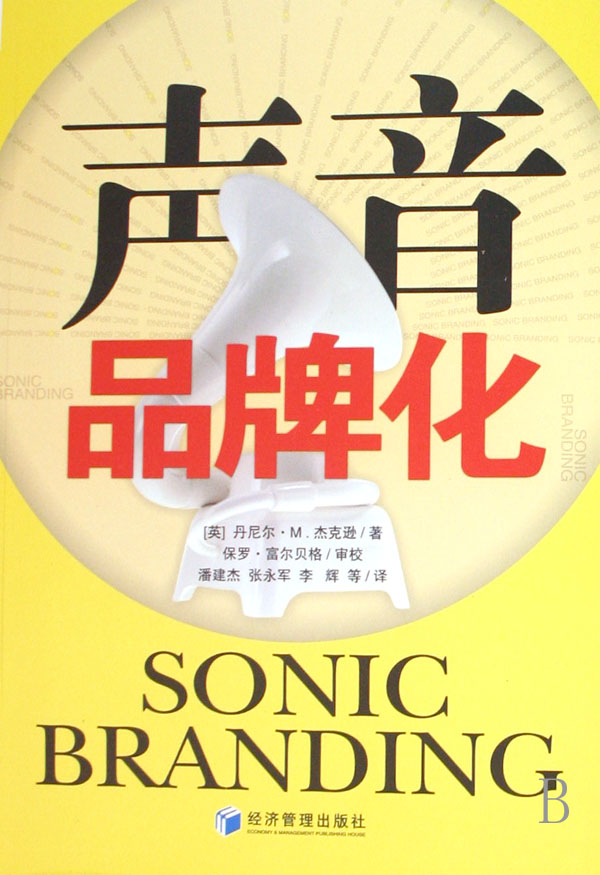 声音
品牌化
SONIC
BRANDING
SONIC
BRANDING
[英] 丹尼尔·M.杰克逊/著
保罗·富尔贝格/审校
潘建杰 张永军 李 辉 等/译
SONIC
BRANDING
B
经济管理出版社
ECONOMY & MANAGEMENT PUBLISHING HOUSE